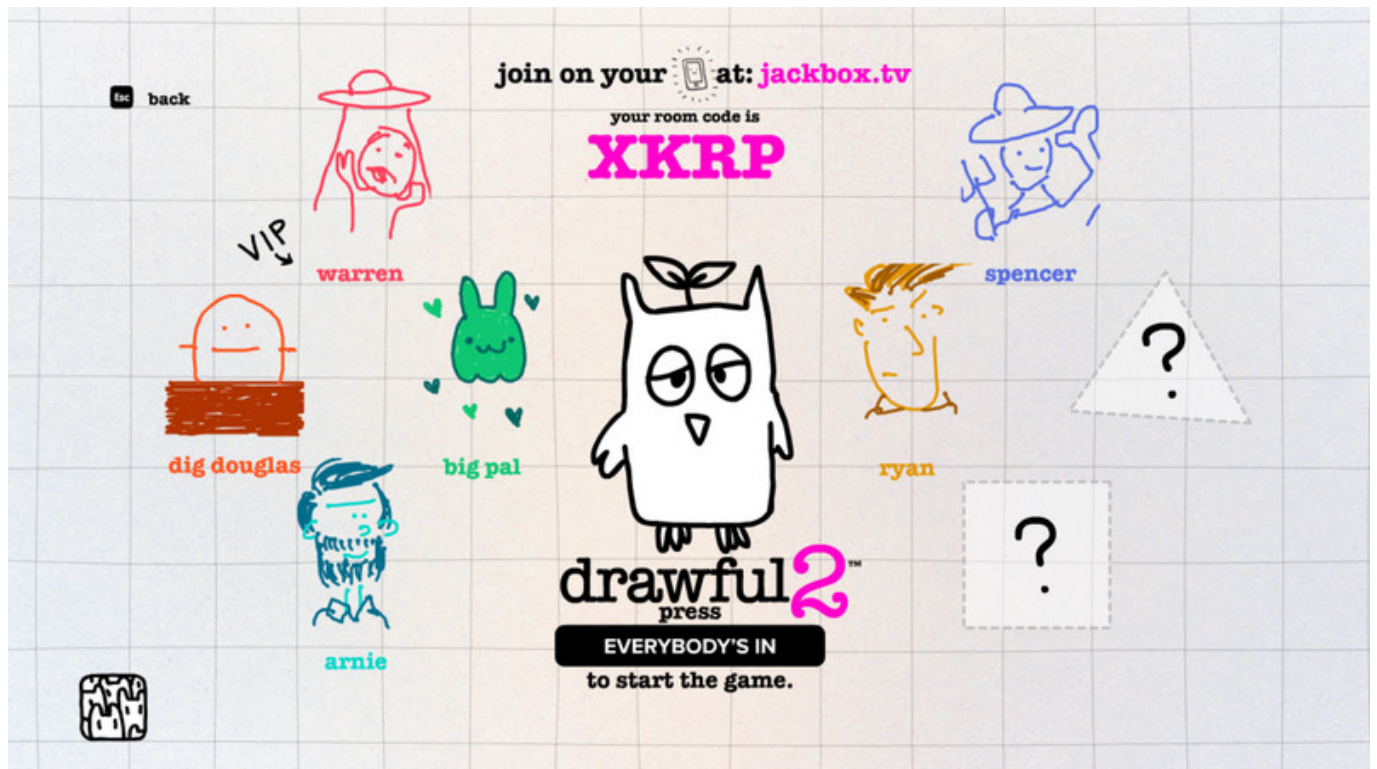 join on your at: jackbox.tv
Esc back
your room code is
XKRP
VIP
warren
spencer
?
dig douglas
big pal
ryan
?
drawful 2™
press
EVERYBODY'S IN
arnie
to start the game.